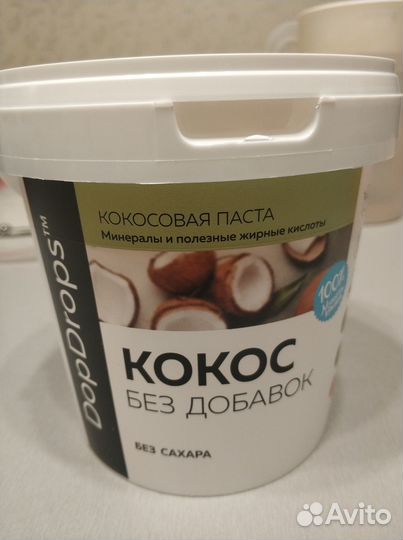 КОКОСОВАЯ ПАСТА
Минералы и полезные жирные кислоты
DopDrops™
100%
КОКОС
БЕЗ ДОБАВОК
БЕЗ САХАРА
Avito